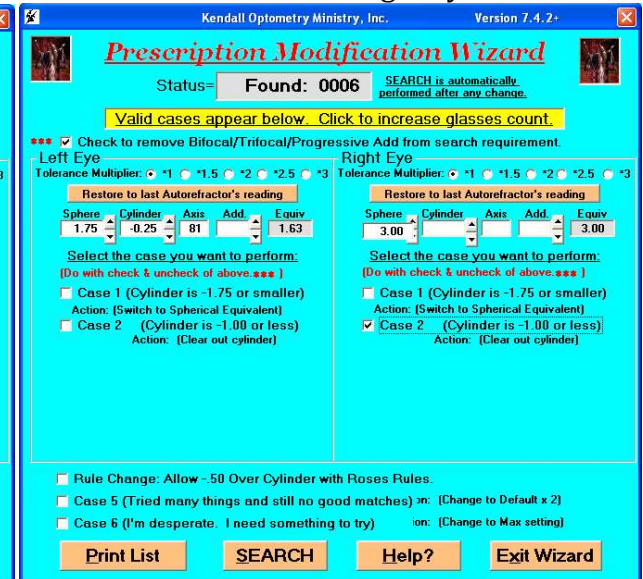 Kendall Optometry Ministry, Inc. Version 7.4.2+
Prescription Modification Wizard
Status= Found: 0006 SEARCH is automatically
performed after any change.
Valid cases appear below. Click to increase glasses count.
*** Check to remove Bifocal/Trifocal/Progressive Add from search requirement.
Left Eye
Tolerance Multiplier: *1 *1.5 *2 *2.5 *3
Restore to last Autorefractor's reading
Sphere Cylinder Axis Add. Equiv
1.75 -0.25 81 1.63
Select the case you want to perform:
(Do with check & uncheck of above.*** )
Case 1 (Cylinder is -1.75 or smaller)
Action: (Switch to Spherical Equivalent)
Case 2 (Cylinder is -1.00 or less)
Action: (Clear out cylinder)
Right Eye
Tolerance Multiplier: *1 *1.5 *2 *2.5 *3
Restore to last Autorefractor's reading
Sphere Cylinder Axis Add. Equiv
3.00 3.00
Select the case you want to perform:
(Do with check & uncheck of above.*** )
Case 1 (Cylinder is -1.75 or smaller)
Action: (Switch to Spherical Equivalent)
Case 2 (Cylinder is -1.00 or less)
Action: (Clear out cylinder)
Rule Change: Allow -.50 Over Cylinder with Roses Rules.
Case 5 (Tried many things and still no good matches) on: (Change to Default x 2)
Case 6 (I'm desperate. I need something to try) ion: (Change to Max setting)
Print List SEARCH Help? Exit Wizard